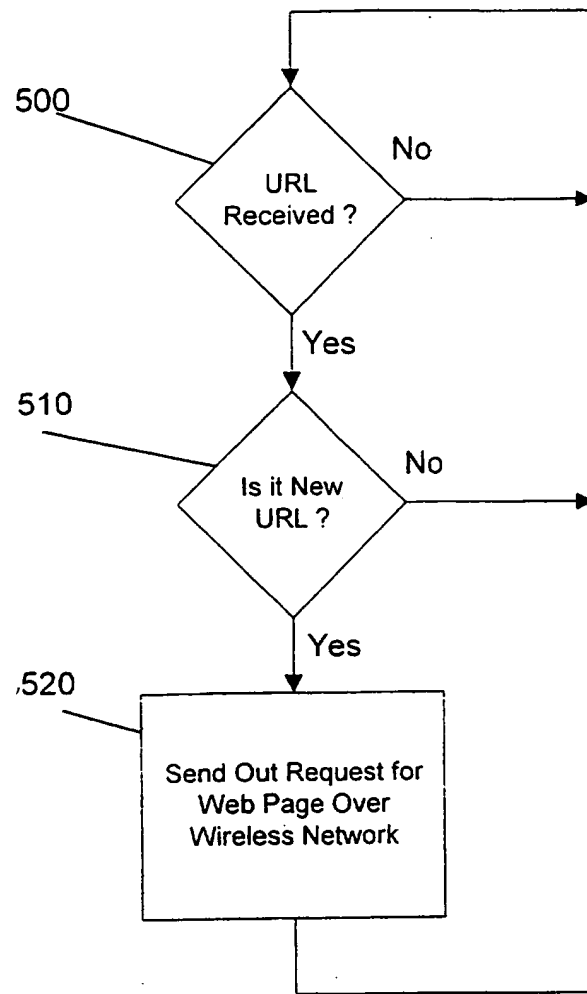 500
No
URL
Received ?
Yes
510
No
Is it New
URL ?
Yes
520
Send Out Request for
Web Page Over
Wireless Network